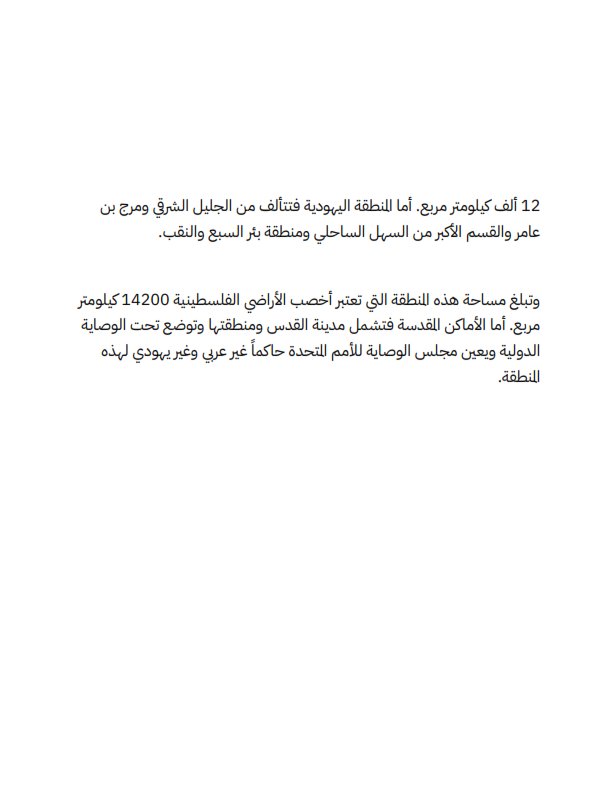 12 ألف كيلومتر مربع. أما المنطقة اليهودية فتتألف من الجليل الشرقي ومرج بن
عامر والقسم الأكبر من السهل الساحلي ومنطقة بئر السبع والنقب.
وتبلغ مساحة هذه المنطقة التي تعتبر أخصب الأراضي الفلسطينية 14200 كيلومتر
مربع. أما الأماكن المقدسة فتشمل مدينة القدس ومنطقتها وتوضع تحت الوصاية
الدولية ويعين مجلس الوصاية للأمم المتحدة حاكماً غير عربي وغير يهودي لهذه
المنطقة.